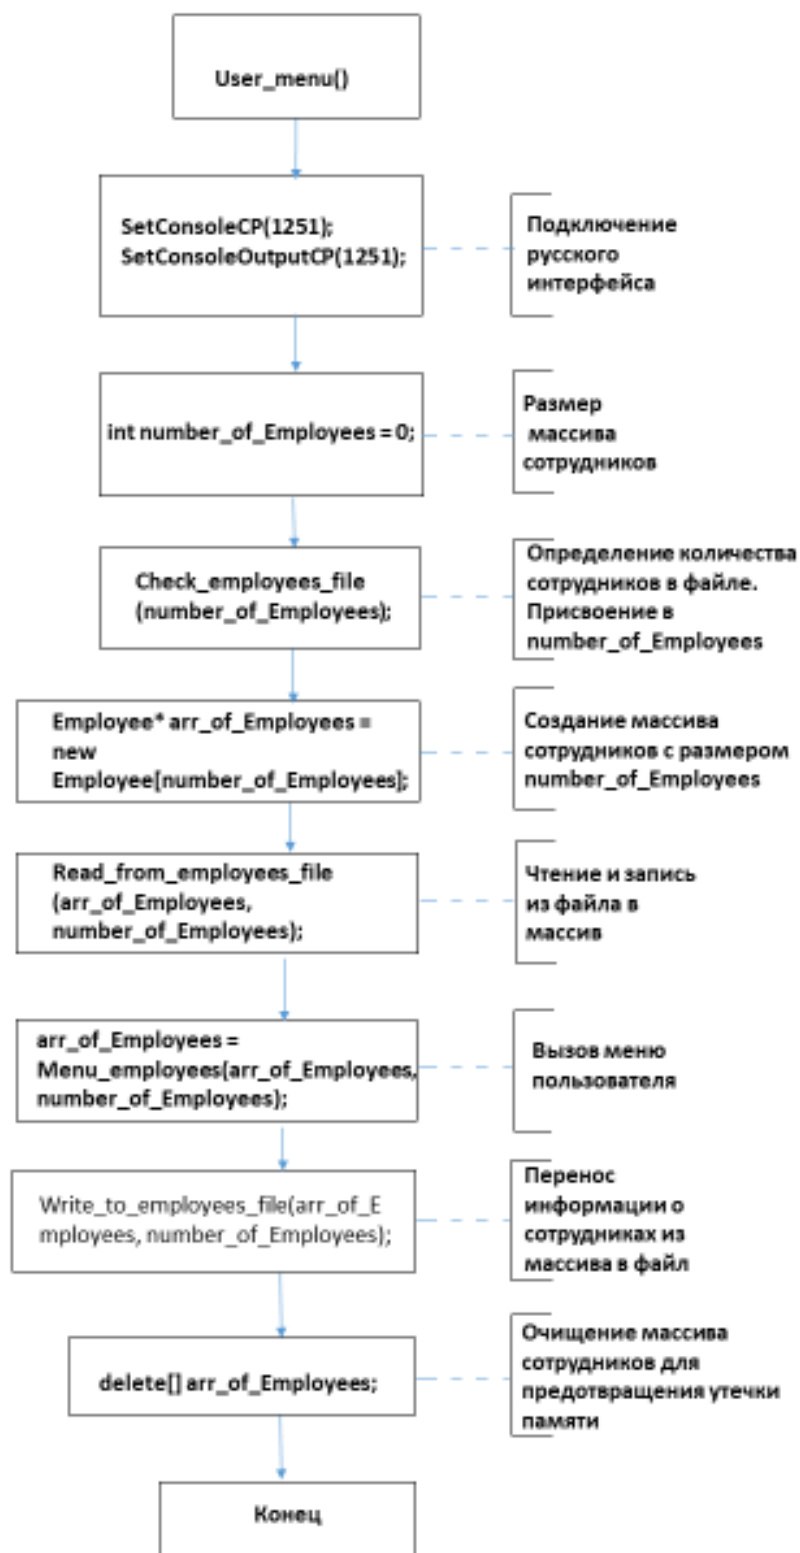 User_menu()
SetConsoleCP(1251);
SetConsoleOutputCP(1251);
Подключение
русского
интерфейса
int number_of_Employees = 0;
Размер
массива
сотрудников
Check_employees_file
(number_of_Employees);
Определение количества
сотрудников в файле.
Присвоение в
number_of_Employees
Employee* arr_of_Employees =
new
Employee[number_of_Employees];
Создание массива
сотрудников с размером
number_of_Employees
Read_from_employees_file
(arr_of_Employees,
number_of_Employees);
Чтение и запись
из файла в
массив
arr_of_Employees =
Menu_employees(arr_of_Employees,
number_of_Employees);
Вызов меню
пользователя
Write_to_employees_file(arr_of_E
mployees, number_of_Employees);
Перенос
информации о
сотрудниках из
массива в файл
delete[] arr_of_Employees;
Очищение массива
сотрудников для
предотвращения утечки
памяти
Конец